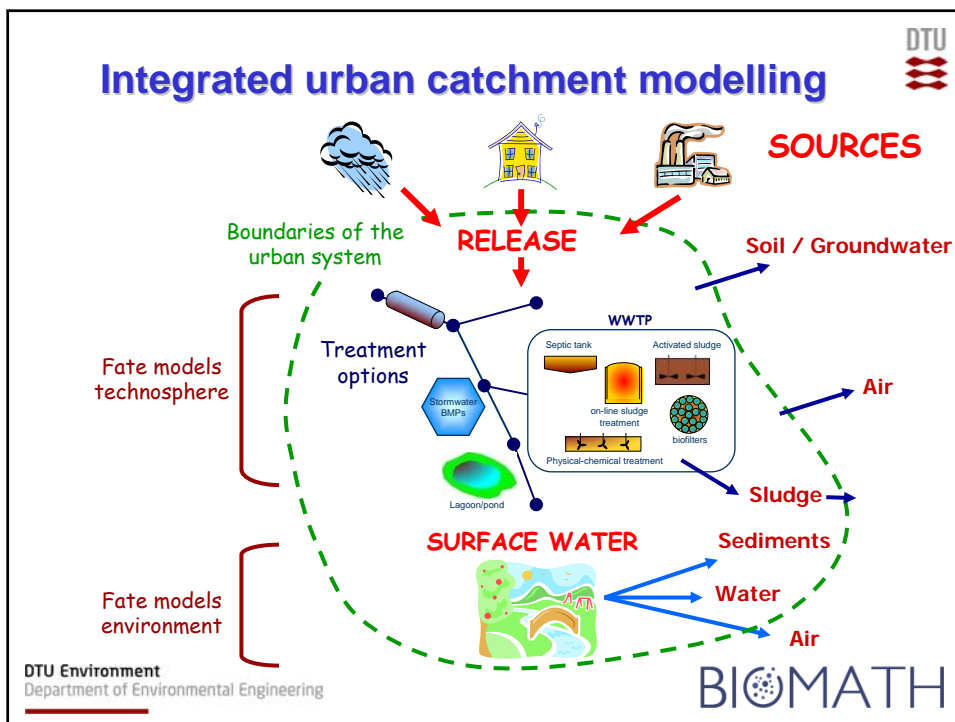 DTU
Integrated urban catchment modelling
SOURCES
Boundaries of the
urban system
RELEASE
Soil / Groundwater
Fate models
technosphere
Treatment
options
WWTP
Septic tank
Activated sludge
on-line sludge
treatment
biofilters
Physical-chemical treatment
Stormwater
BMPs
Lagoon/pond
Air
Sludge
SURFACE WATER
Sediments
Water
Air
Fate models
environment
DTU Environment
Department of Environmental Engineering
BIOMATH